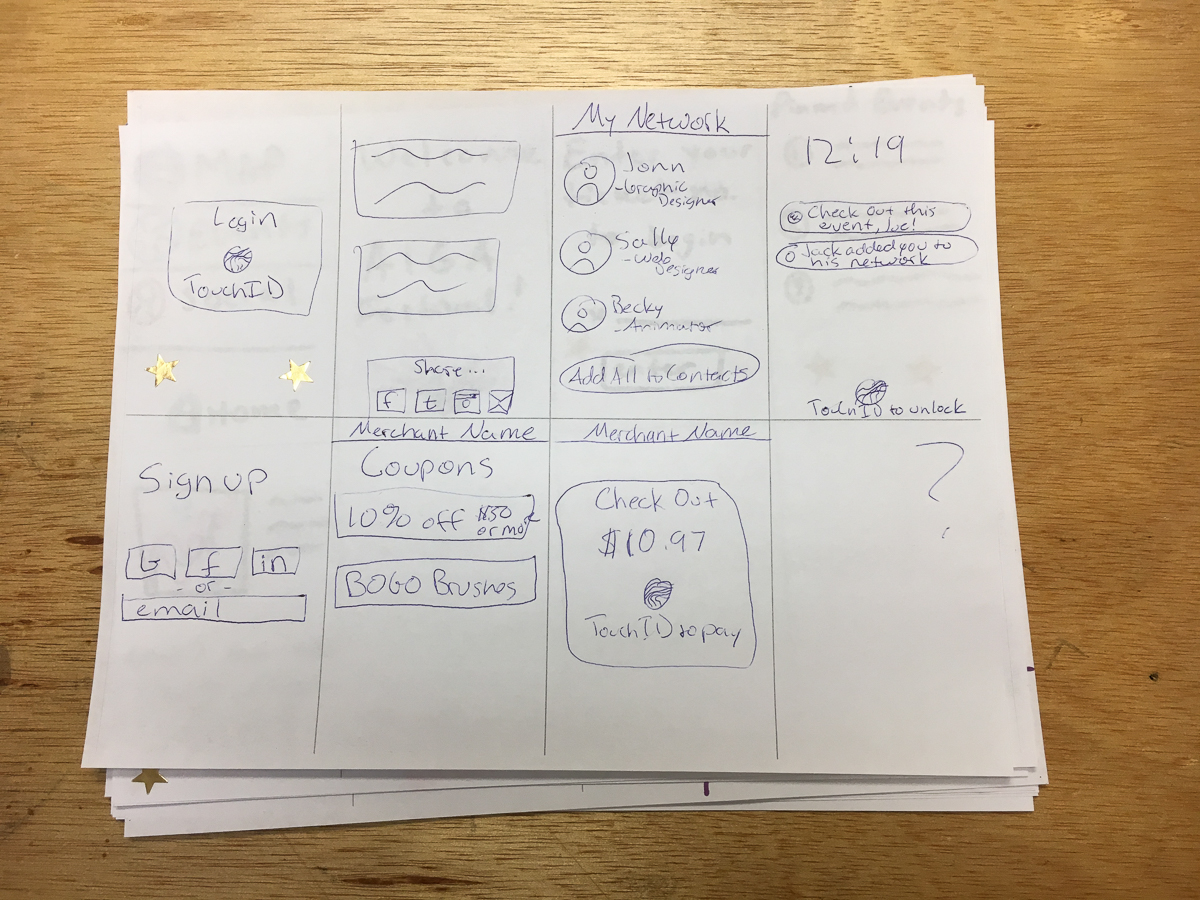 Login
TouchID
Share...
f
t
My Network
John
-Graphic
Designer
Sally
-Web
Designer
Becky
-Animator
Add All to Contacts
12:19
Check Out this
event, Joe!
Jack added you to
his network
TouchID to unlock
Sign up
t
f
in
- or -
email
Merchant Name
Coupons
10% off $50
or more
BOGO Brushes
Merchant Name
Check Out
$10.97
TouchID to pay
?